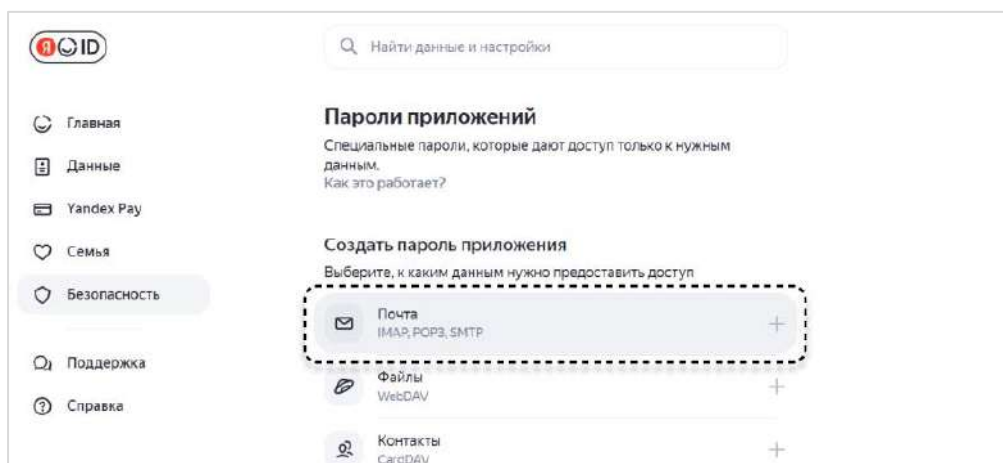 Я ID
Найти данные и настройки
Главная
Данные
Yandex Pay
Семья
Безопасность
Поддержка
Справка
Пароли приложений
Специальные пароли, которые дают доступ только к нужным
данным.
Как это работает?
Создать пароль приложения
Выберите, к каким данным нужно предоставить доступ
Почта
IMAP, POP3, SMTP
Файлы
WebDAV
Контакты
CardDAV